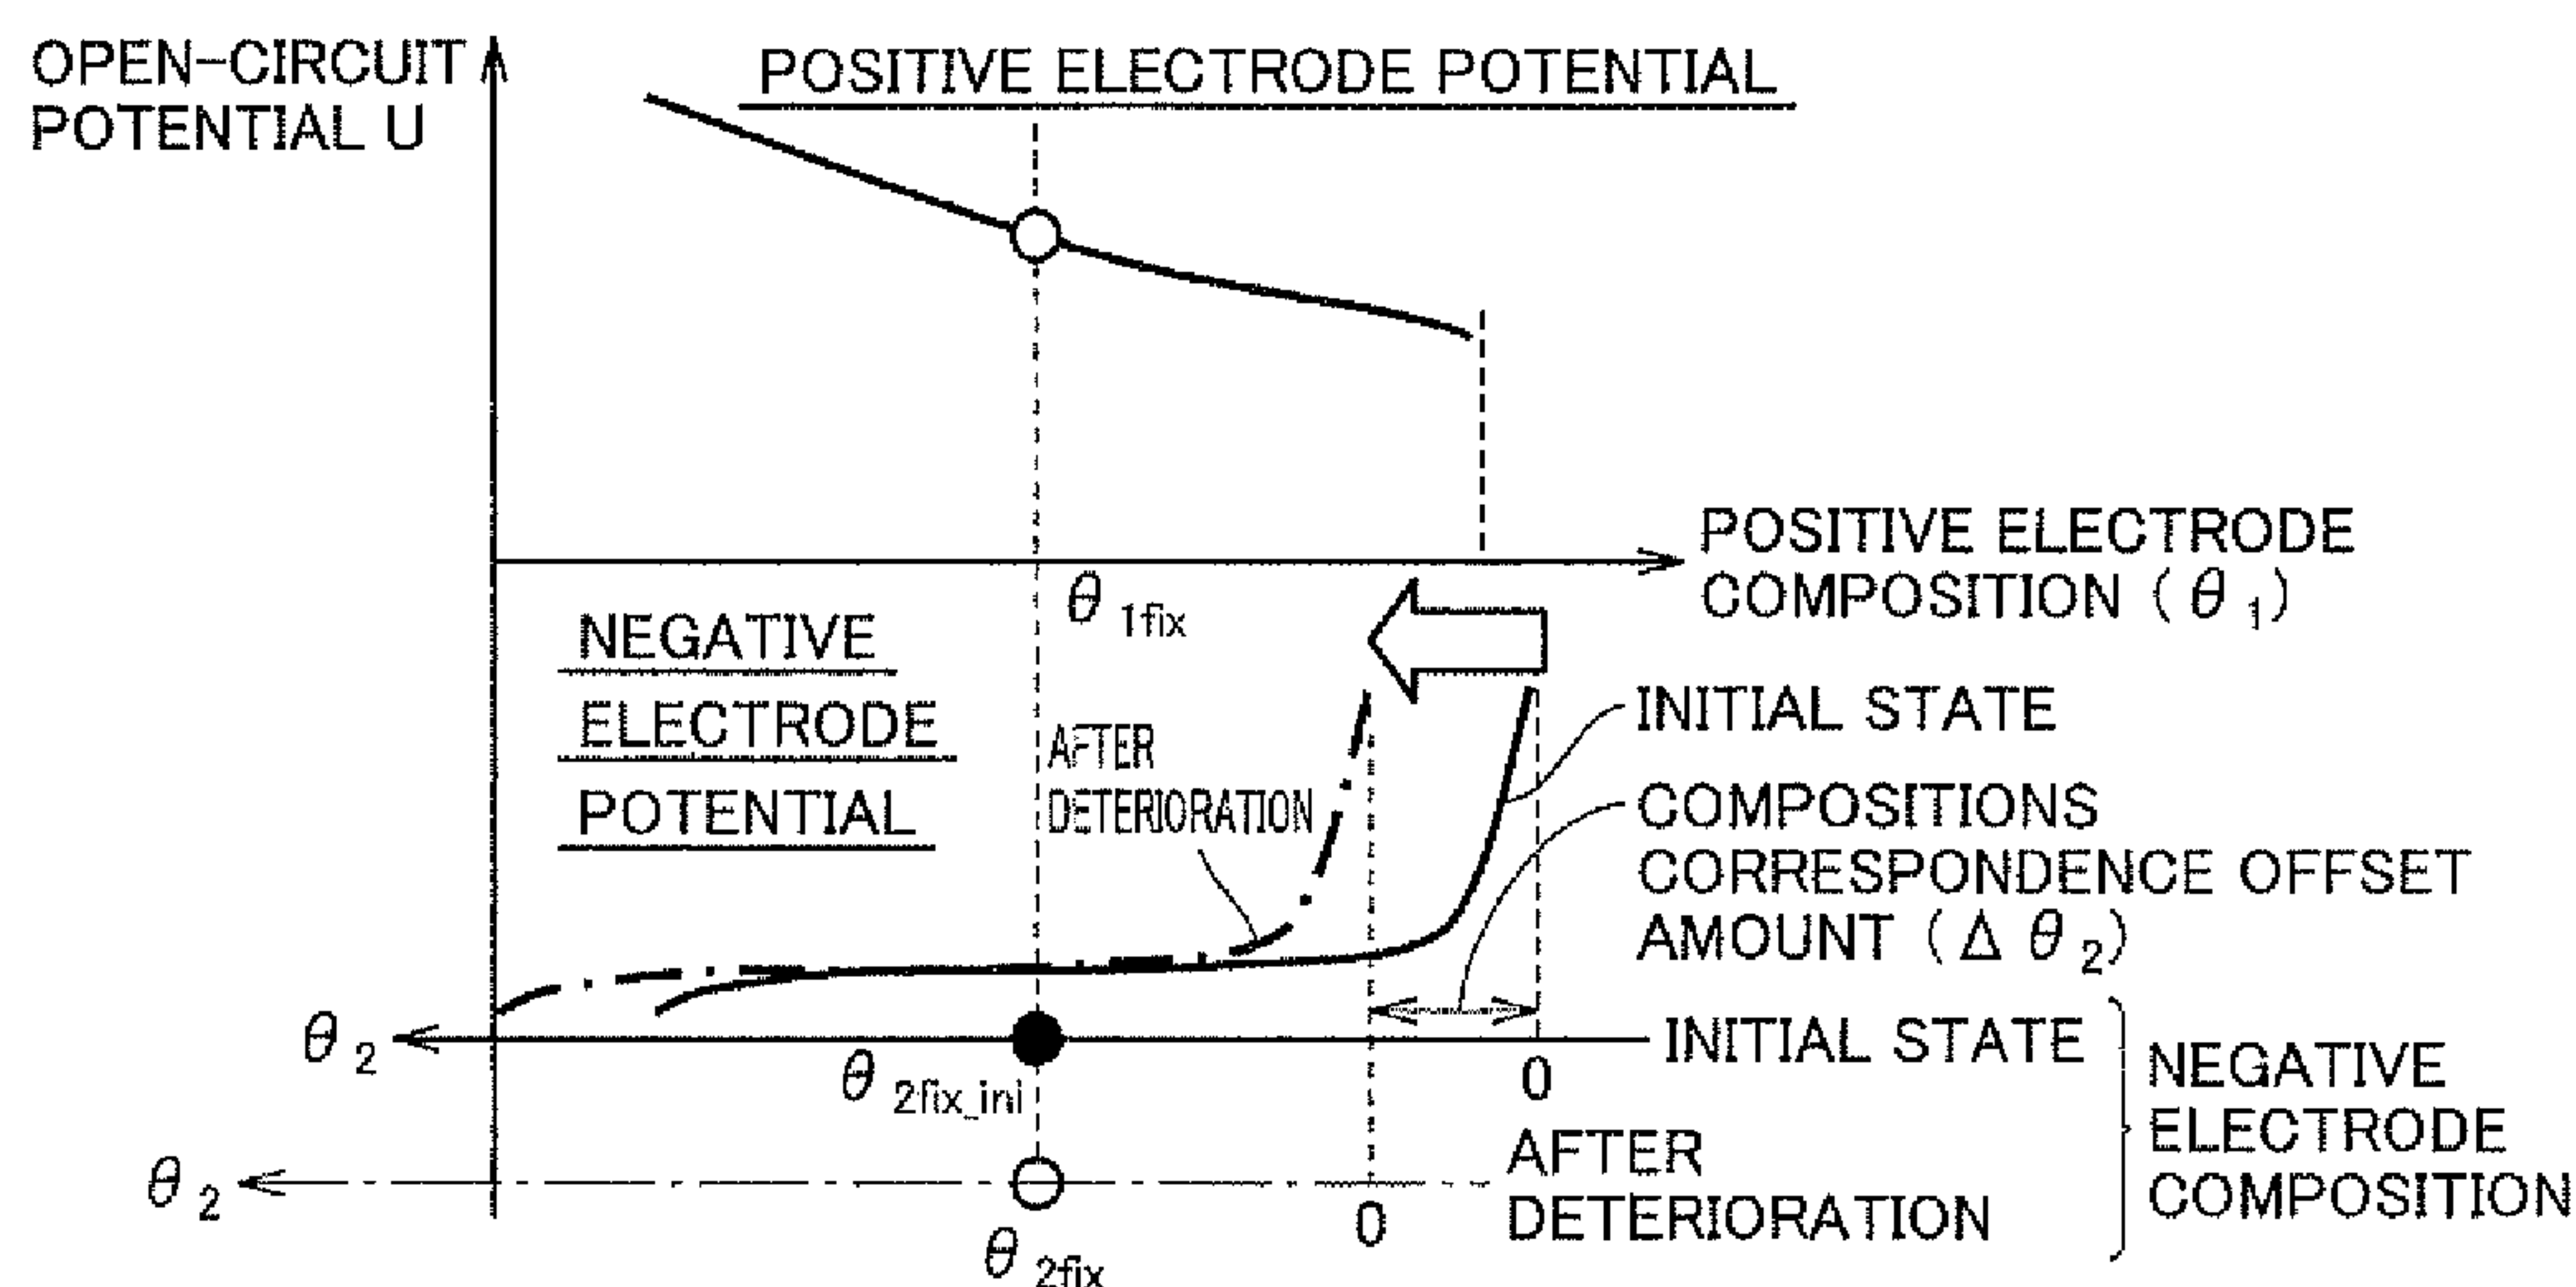 OPEN-CIRCUIT
POTENTIAL U
POSITIVE ELECTRODE POTENTIAL
POSITIVE ELECTRODE
COMPOSITION (θ1)
θ1fix
NEGATIVE
ELECTRODE
POTENTIAL
AFTER
DETERIORATION
INITIAL STATE
COMPOSITIONS
CORRESPONDENCE OFFSET
AMOUNT (Δθ2)
θ2
θ2fix_ini
0
INITIAL STATE
NEGATIVE
ELECTRODE
COMPOSITION
θ2
θ2fix
0
AFTER
DETERIORATION